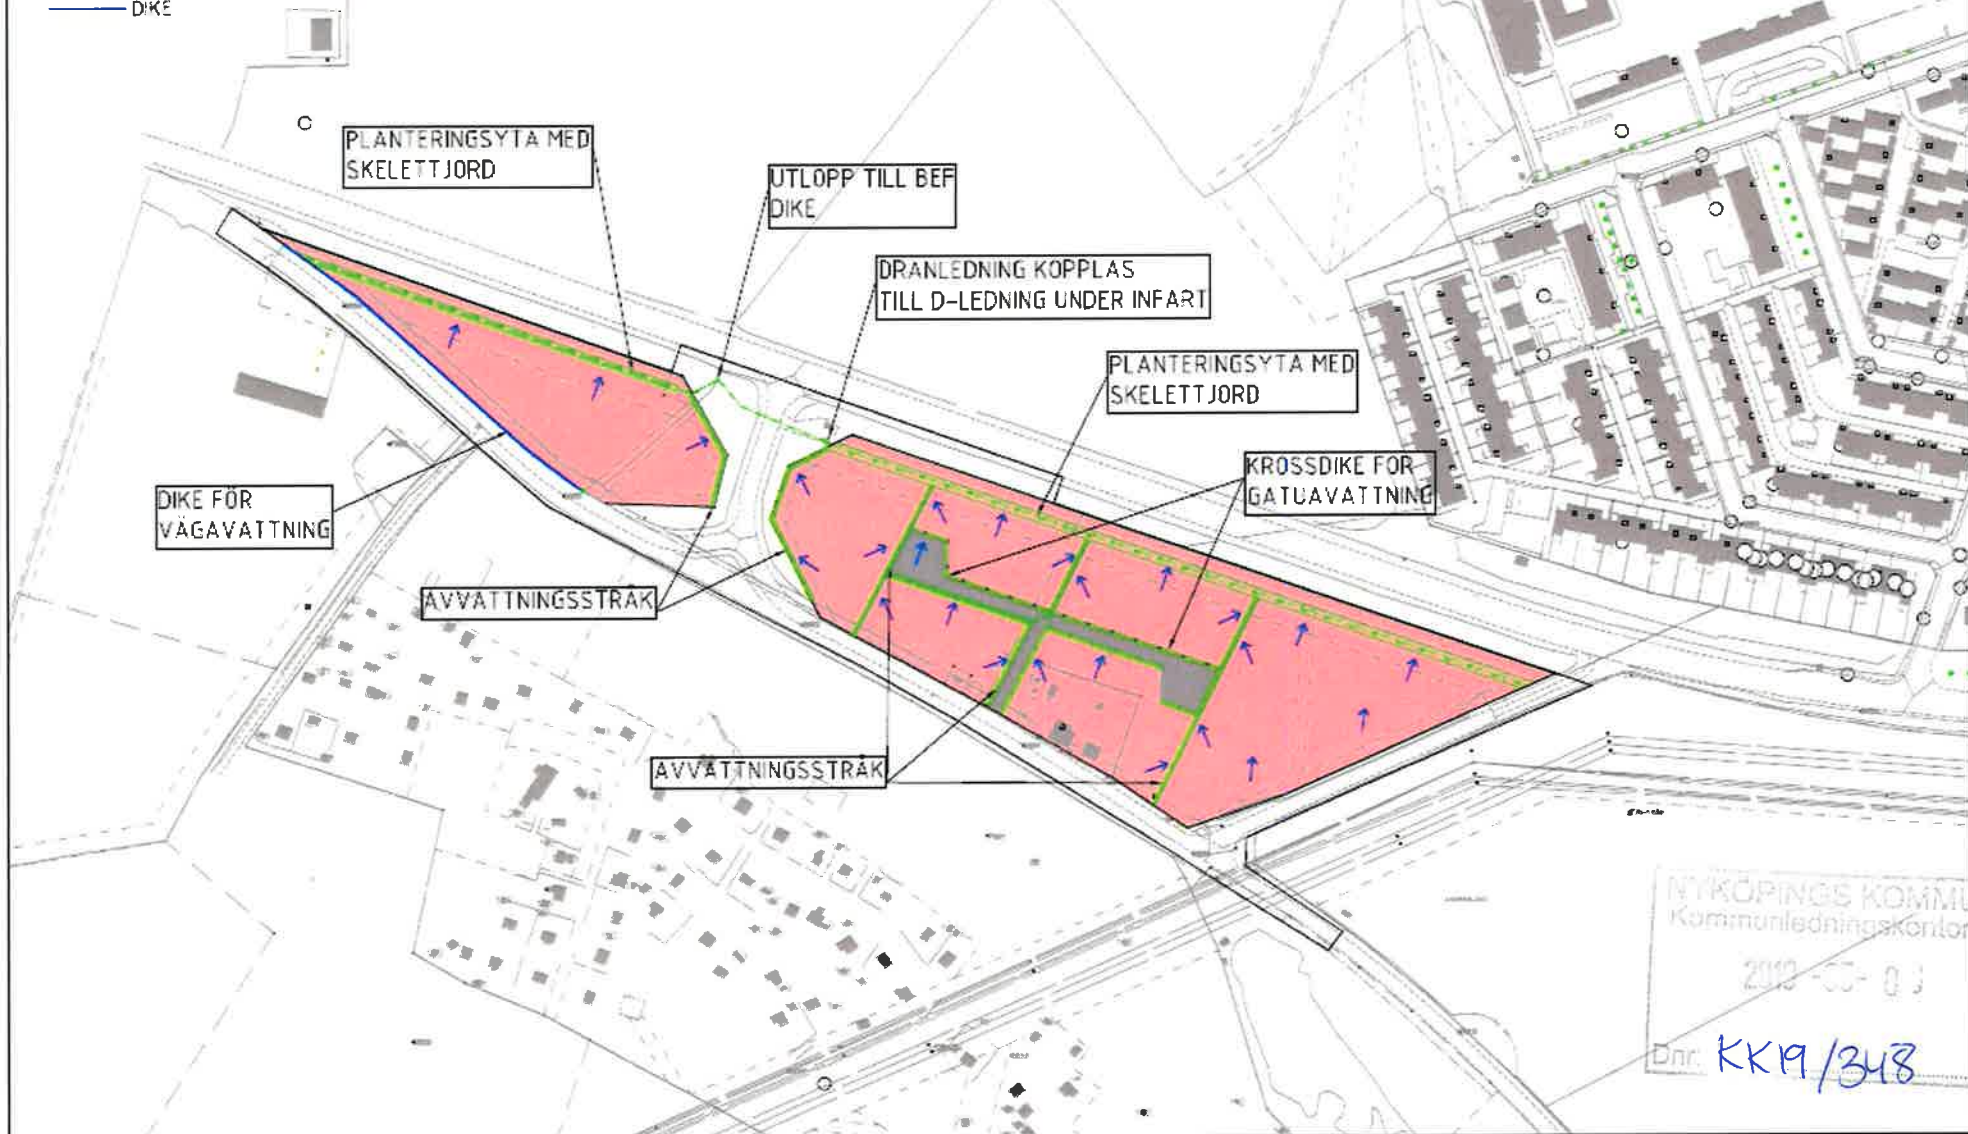 DIKE
PLANTERINGSYTA MED
SKELETTJORD
UTLOPP TILL BEF
DIKE
DRANLEDNING KOPPLAS
TILL D-LEDNING UNDER INFART
PLANTERINGSYTA MED
SKELETTJORD
KROSSDIKE FOR
GATUAVATTNING
DIKE FÖR
VÄGAVATTNING
AVVATTNINGSSTRÅK
AVVATTNINGSSTRÅK
NYKÖPINGS KOMMU
Kommunledningskontor
Dnr: KK19/348